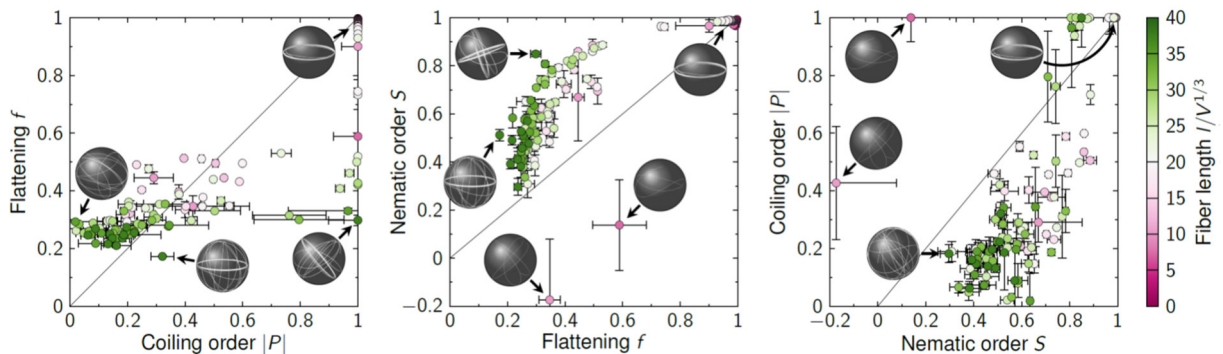 1
0.8
0.6
0.4
0.2
0
Flattening f
0 0.2 0.4 0.6 0.8 1
Coiling order |P|
1
0.8
0.6
0.4
0.2
0
−0.2
Nematic order S
0 0.2 0.4 0.6 0.8 1
Flattening f
1
0.8
0.6
0.4
0.2
0
Coiling order |P|
−0.2 0 0.2 0.4 0.6 0.8 1
Nematic order S
40
35
30
25
20
15
10
5
0
Fiber length l/V^1/3